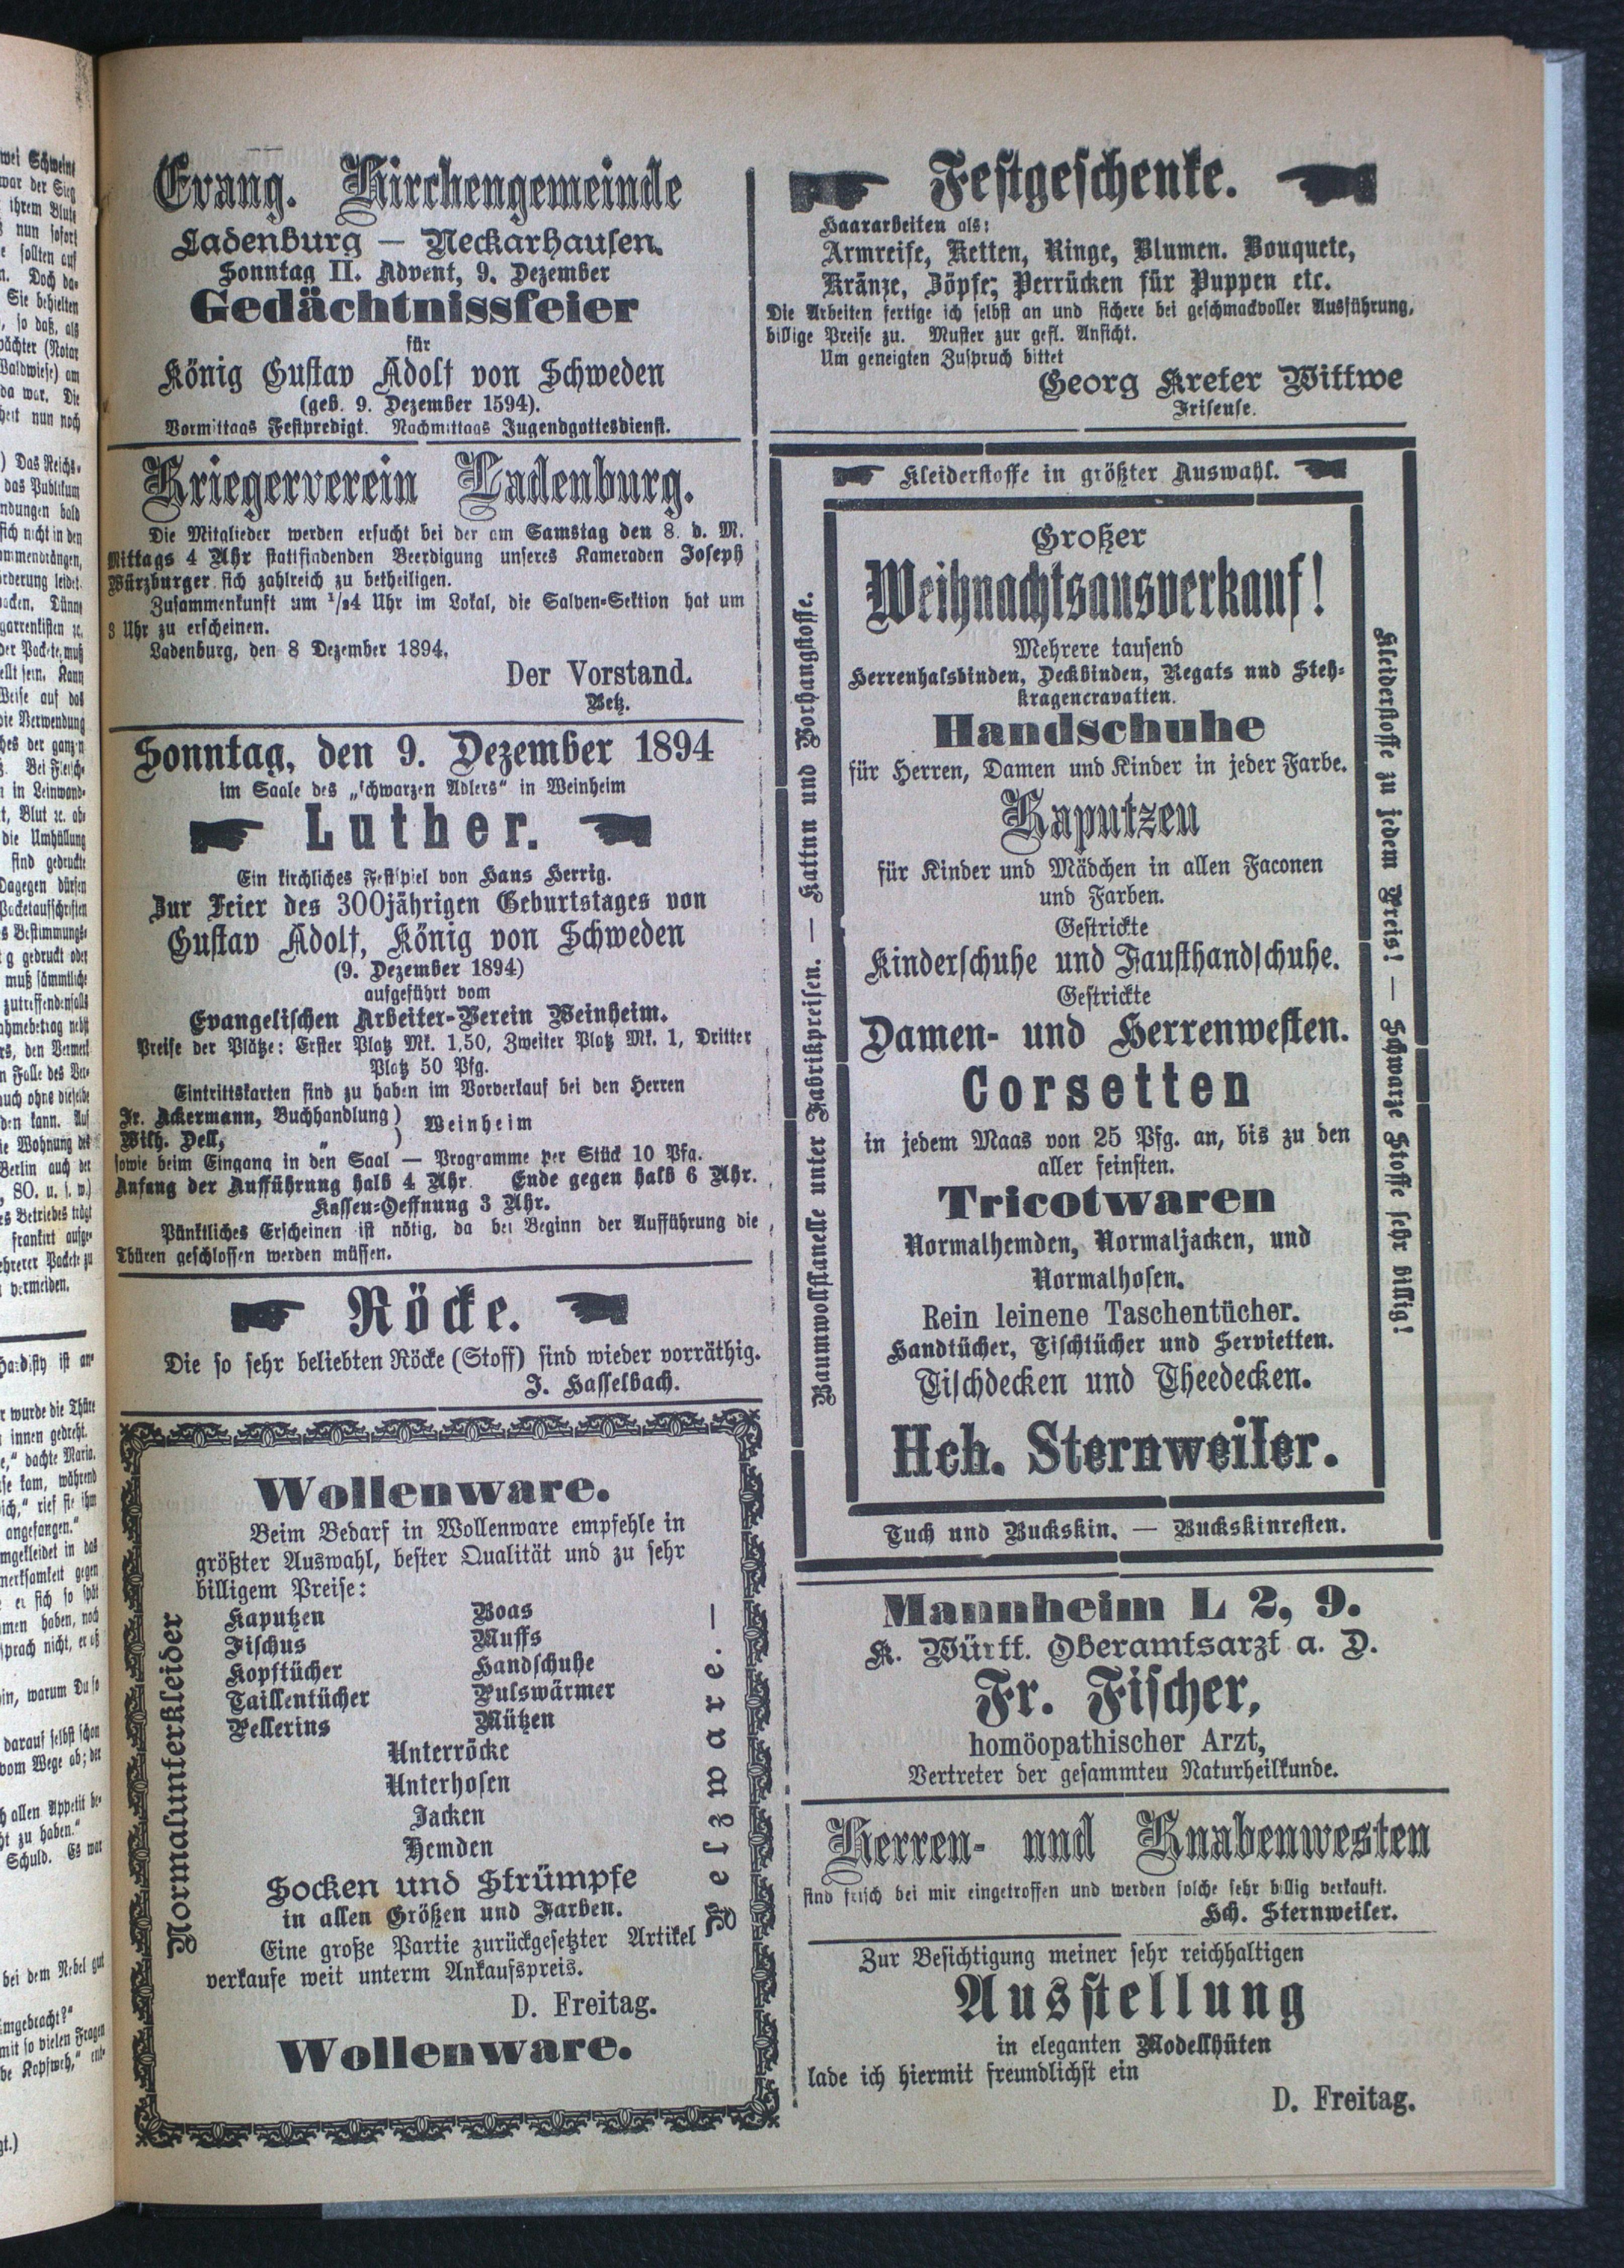 Evang. Kirchengemeinde
Ladenburg — Neckarhausen.
Sonntag II. Advent, 9. Dezember
Gedächtnissfeier
für
König Gustav Adolf von Schweden
(geb. 9. Dezember 1594).
Vormittags Festpredigt. Nachmittags Jugendgottesdienst.
Kriegerverein Ladenburg.
Die Mitglieder werden ersucht bei der am Samstag den 8. d. M.
Mittags 4 Uhr stattfindenden Beerdigung unseres Kameraden Joseph
Würzburger sich zahlreich zu betheiligen.
Zusammenkunft um ½4 Uhr im Lokal, die Salven-Sektion hat um
3 Uhr zu erscheinen.
Ladenburg, den 8 Dezember 1894.
Der Vorstand.
Betz.
Sonntag, den 9. Dezember 1894
im Saale des „schwarzen Adlers“ in Weinheim
Luther.
Ein kirchliches Festspiel von Hans Herrig.
Zur Feier des 300jährigen Geburtstages von
Gustav Adolf, König von Schweden
(9. Dezember 1894)
aufgeführt vom
Evangelischen Arbeiter-Verein Weinheim.
Preise der Plätze: Erster Platz Mk. 1,50, Zweiter Platz Mk. 1, Dritter
Platz 50 Pfg.
Eintrittskarten sind zu haben im Vorverkauf bei den Herren
Fr. Ackermann, Buchhandlung ) Weinheim
Wilh. Dell, „ )
sowie beim Eingang in den Saal — Programme per Stück 10 Pfg.
Anfang der Aufführung halb 4 Uhr. Ende gegen halb 6 Uhr.
Kassen-Oeffnung 3 Uhr.
Pünktliches Erscheinen ist nötig, da bei Beginn der Aufführung die
Thüren geschlossen werden müssen.
Röcke.
Die so sehr beliebten Röcke (Stoff) sind wieder vorräthig.
J. Hasselbach.
Wollenware.
Beim Bedarf in Wollenware empfehle in
größter Auswahl, bester Qualität und zu sehr
billigem Preise:
Kaputzen Boas
Fischus Muffs
Kopftücher Handschuhe
Taillentücher Pulswärmer
Pellerins Mützen
Unterröcke
Unterhosen
Jacken
Hemden
Socken und Strümpfe
in allen Größen und Farben.
Eine große Partie zurückgesetzter Artikel
verkaufe weit unterm Ankaufspreis.
D. Freitag.
Wollenware.
Normalunterkleider
Pelzware. —
Festgeschenke.
Haararbeiten als:
Armreife, Ketten, Ringe, Blumen. Bouquete,
Kränze, Zöpfe; Perrücken für Puppen etc.
Die Arbeiten fertige ich selbst an und sichere bei geschmackvoller Ausführung,
billige Preise zu. Muster zur gefl. Ansicht.
Um geneigten Zuspruch bittet
Georg Kreter Wittwe
Friseuse.
Kleiderstoffe in größter Auswahl.
Baumwollflanelle unter Fabrikpreisen. — Kattun und Vorhangstoffe.
Großer
Weihnachtsausverkauf!
Mehrere tausend
Herrenhalsbinden, Deckbinden, Regats und Steh-
kragencravatten.
Handschuhe
für Herren, Damen und Kinder in jeder Farbe.
Kaputzen
für Kinder und Mädchen in allen Faconen
und Farben.
Gestrickte
Kinderschuhe und Fausthandschuhe.
Gestrickte
Damen- und Herrenwesten.
Corsetten
in jedem Maas von 25 Pfg. an, bis zu den
aller feinsten.
Tricotwaren
Normalhemden, Normaljacken, und
Normalhosen.
Rein leinene Taschentücher.
Handtücher, Tischtücher und Servietten.
Tischdecken und Theedecken.
Hch. Sternweiler.
Kleiderstoffe zu jedem Preis! — Schwarze Stoffe sehr billig!
Tuch und Buckskin. — Buckskinresten.
Mannheim L 2, 9.
K. Württ. Oberamtsarzt a. D.
Fr. Fischer,
homöopathischer Arzt,
Vertreter der gesammten Naturheilkunde.
Herren- und Knabenwesten
sind frisch bei mir eingetroffen und werden solche sehr billig verkauft.
Hch. Sternweiler.
Zur Besichtigung meiner sehr reichhaltigen
Ausstellung
in eleganten Modellhüten
lade ich hiermit freundlichst ein
D. Freitag.